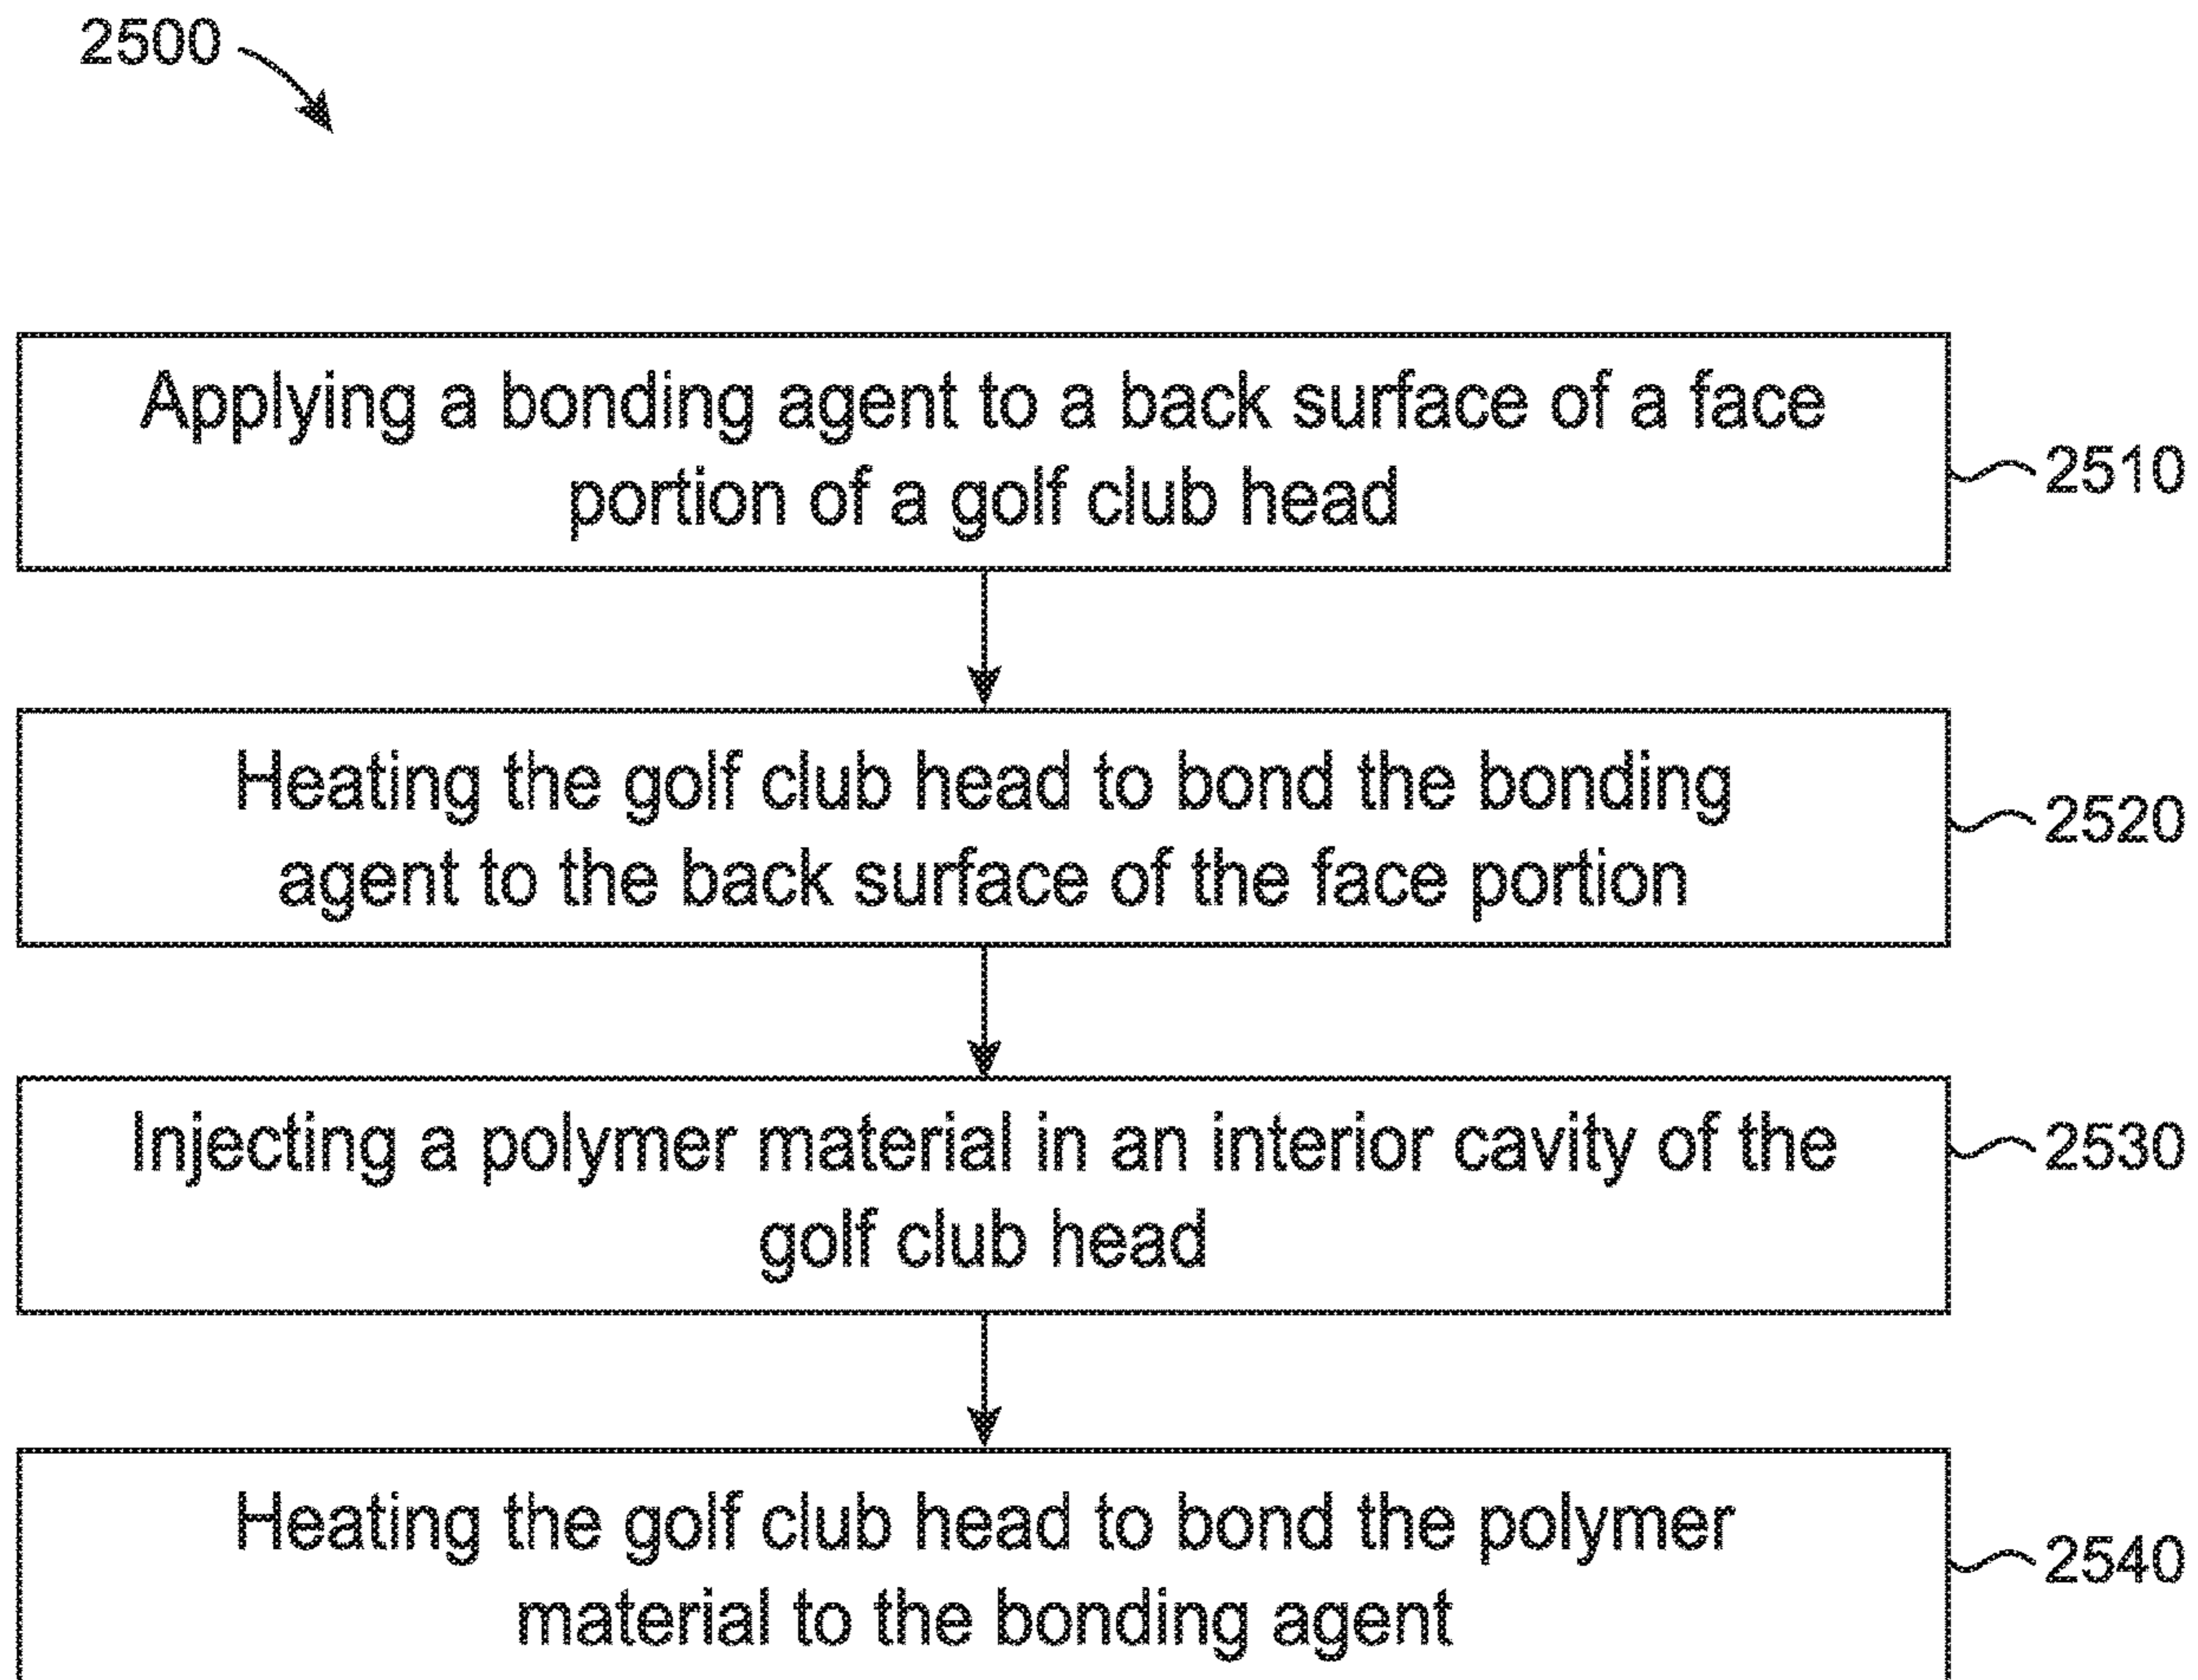 2500
Applying a bonding agent to a back surface of a face
portion of a golf club head
2510
Heating the golf club head to bond the bonding
agent to the back surface of the face portion
2520
Injecting a polymer material in an interior cavity of the
golf club head
2530
Heating the golf club head to bond the polymer
material to the bonding agent
2540